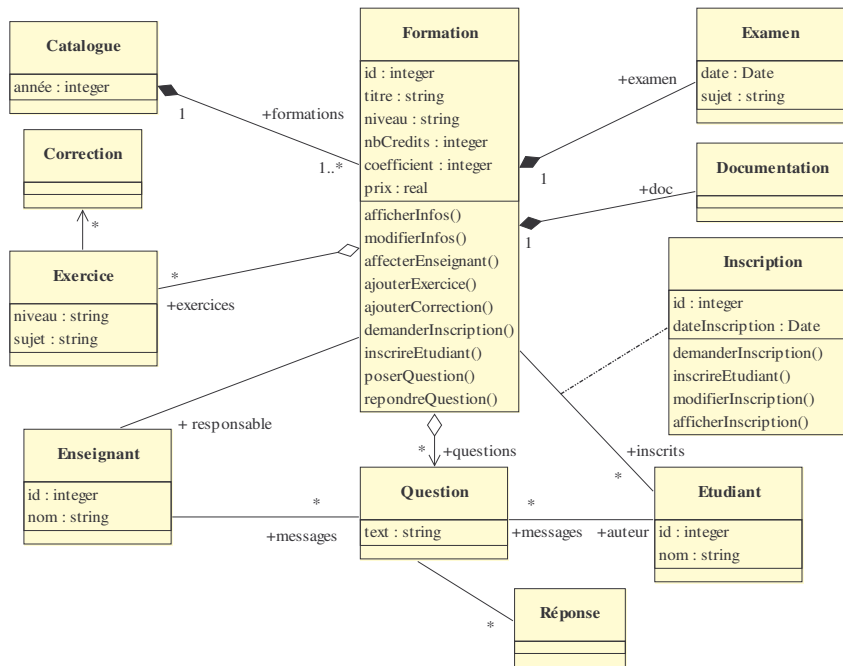 Catalogue
année : integer
1
+formations
1..*
Formation
id : integer
titre : string
niveau : string
nbCredits : integer
coefficient : integer
prix : real
afficherInfos()
modifierInfos()
affecterEnseignant()
ajouterExercice()
ajouterCorrection()
demanderInscription()
inscrireEtudiant()
poserQuestion()
repondreQuestion()
Examen
date : Date
sujet : string
+examen
1
Documentation
+doc
1
Correction
*
Exercice
niveau : string
sujet : string
*
+exercices
Inscription
id : integer
dateInscription : Date
demanderInscription()
inscrireEtudiant()
modifierInscription()
afficherInscription()
+ responsable
*
+questions
+inscrits
*
Enseignant
id : integer
nom : string
*
+messages
Question
text : string
*
+messages
+auteur
Etudiant
id : integer
nom : string
*
Réponse